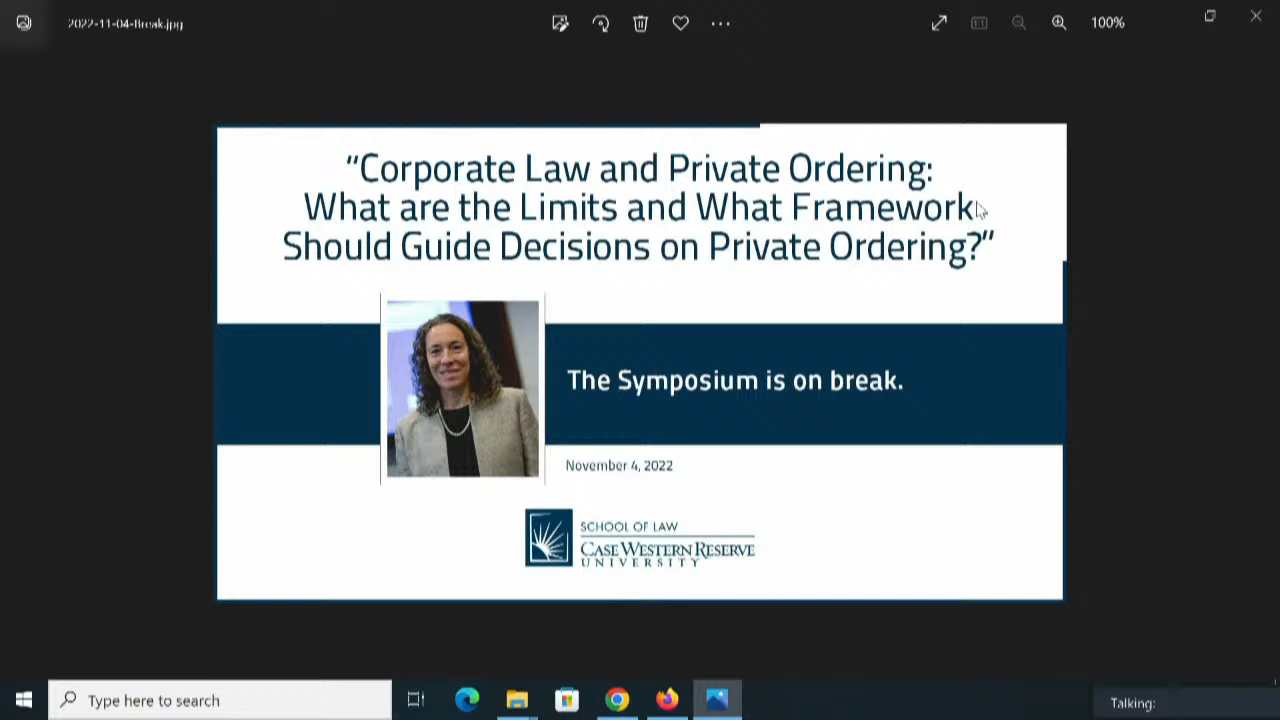 2022-11-04-Break.jpg
100%
“Corporate Law and Private Ordering:
What are the Limits and What Framework
Should Guide Decisions on Private Ordering?”
The Symposium is on break.
November 4, 2022
SCHOOL OF LAW
CASE WESTERN RESERVE
UNIVERSITY
Type here to search
Talking: